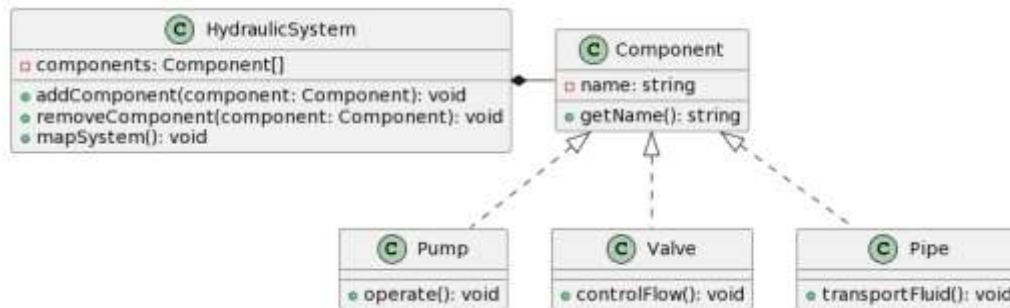 C HydraulicSystem
components: Component[]
addComponent(component: Component): void
removeComponent(component: Component): void
mapSystem(): void
C Component
name: string
getName(): string
C Pump
operate(): void
C Valve
controlFlow(): void
C Pipe
transportFluid(): void